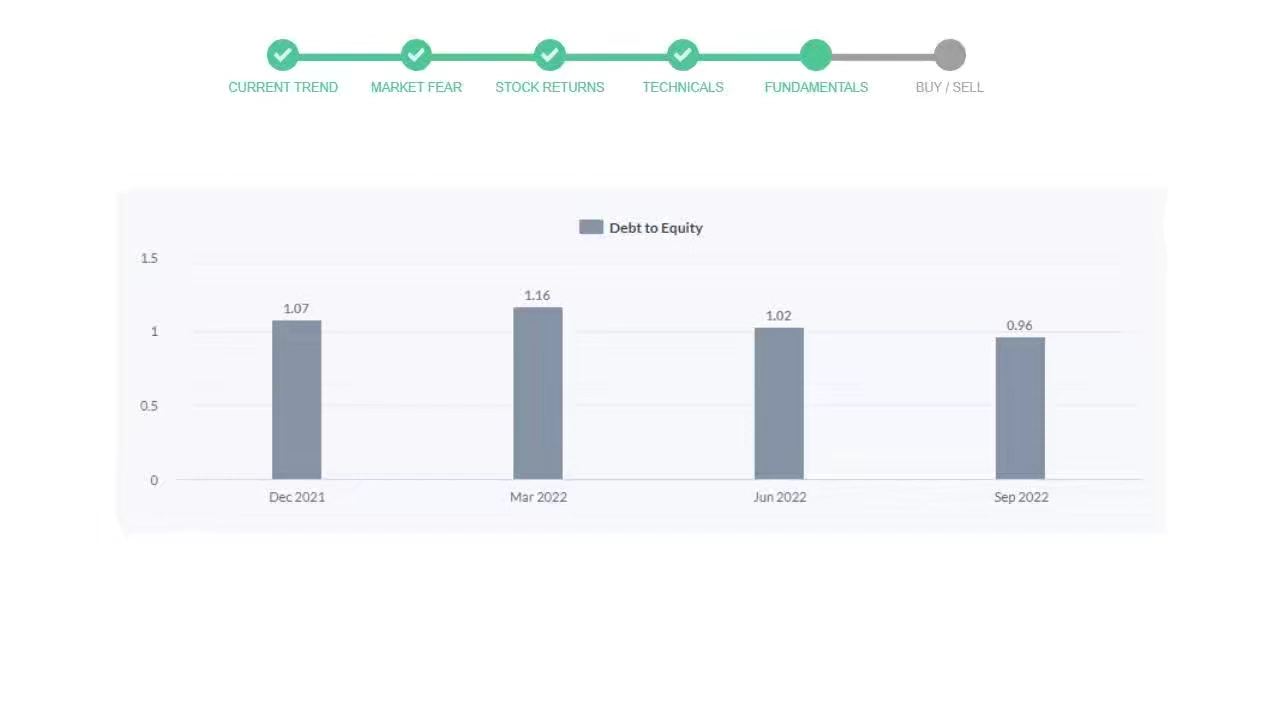 CURRENT TREND MARKET FEAR STOCK RETURNS TECHNICALS FUNDAMENTALS BUY / SELL
Debt to Equity
1.5
1.16
1.07
1.02
0.96
1
0.5
0
Dec 2021 Mar 2022 Jun 2022 Sep 2022